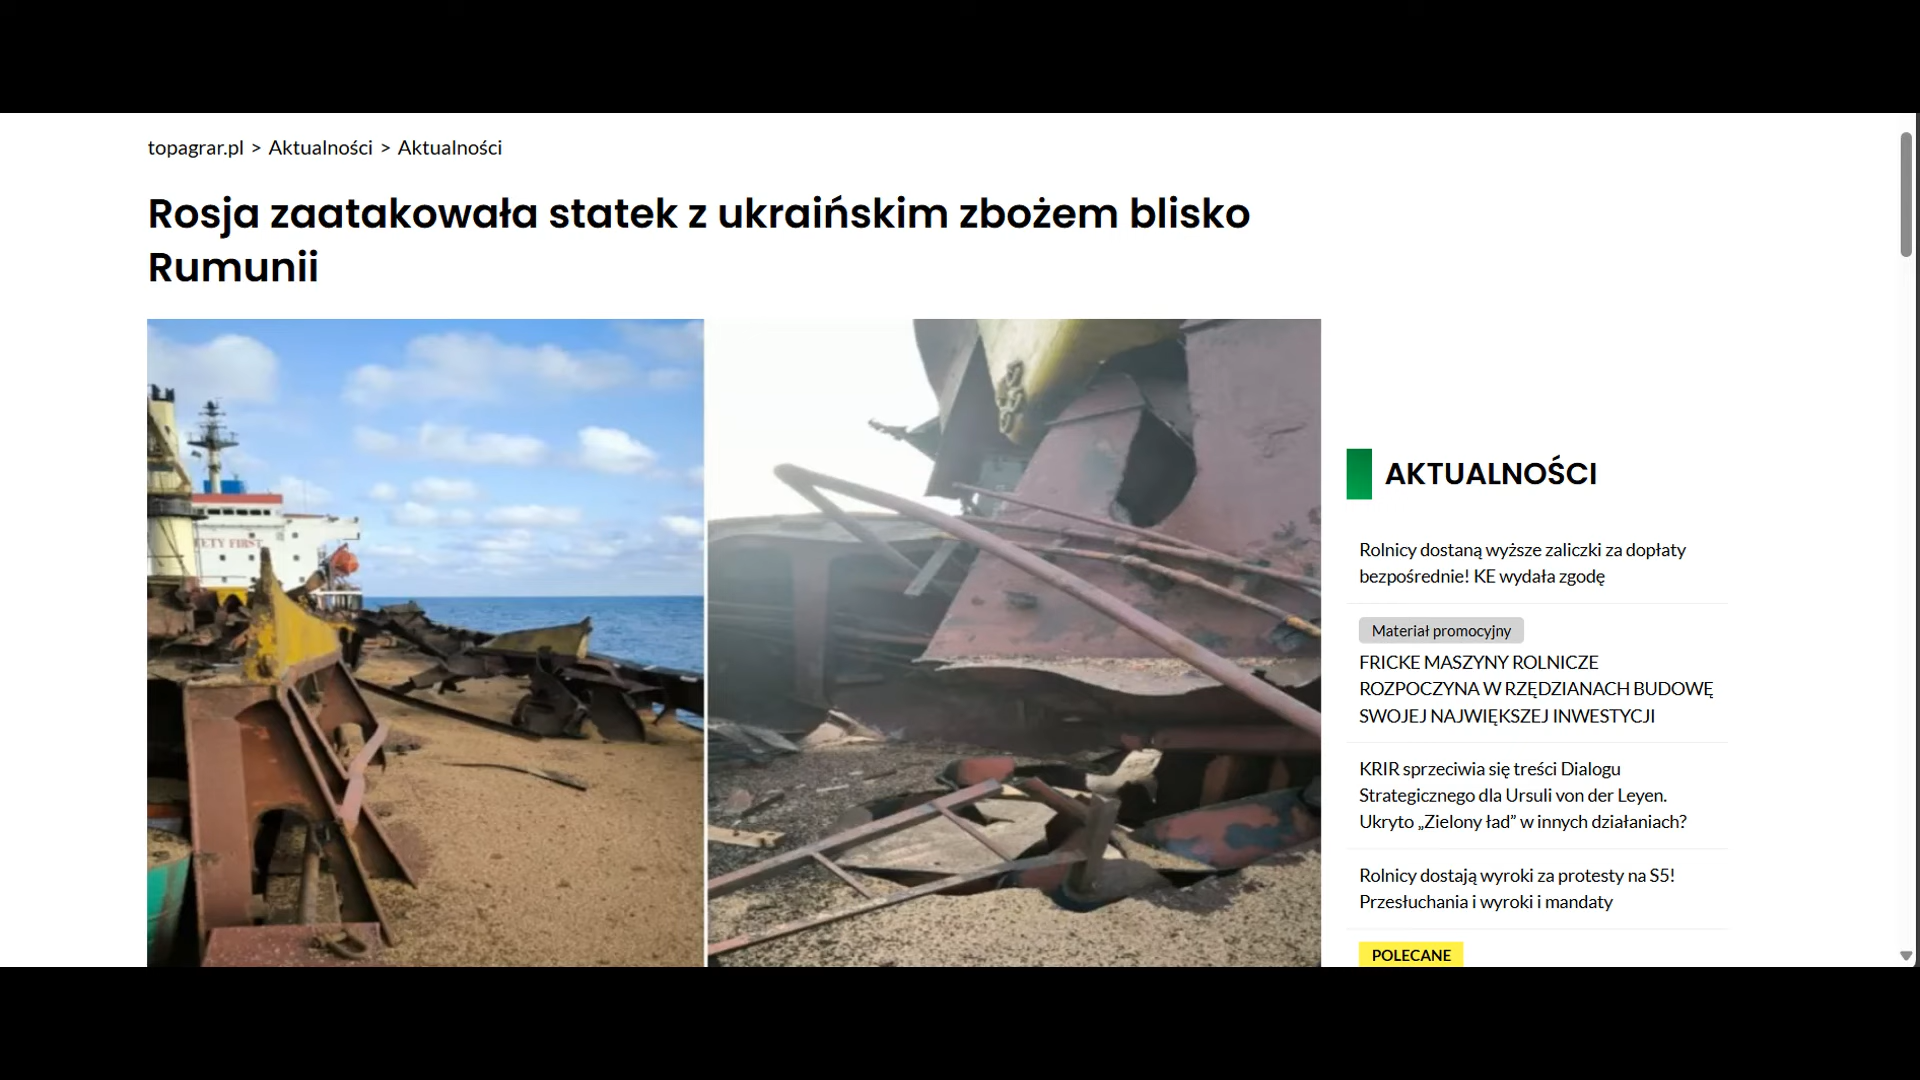 topagrar.pl > Aktualności > Aktualności
Rosja zaatakowała statek z ukraińskim zbożem blisko
Rumunii
ETY FIRST
AKTUALNOŚCI
Rolnicy dostaną wyższe zaliczki za dopłaty
bezpośrednie! KE wydała zgodę
Materiał promocyjny
FRICKE MASZYNY ROLNICZE
ROZPOCZYNA W RZĘDZIANACH BUDOWĘ
SWOJEJ NAJWIĘKSZEJ INWESTYCJI
KRIR sprzeciwia się treści Dialogu
Strategicznego dla Ursuli von der Leyen.
Ukryto „Zielony ład” w innych działaniach?
Rolnicy dostają wyroki za protesty na S5!
Przesłuchania i wyroki i mandaty
POLECANE